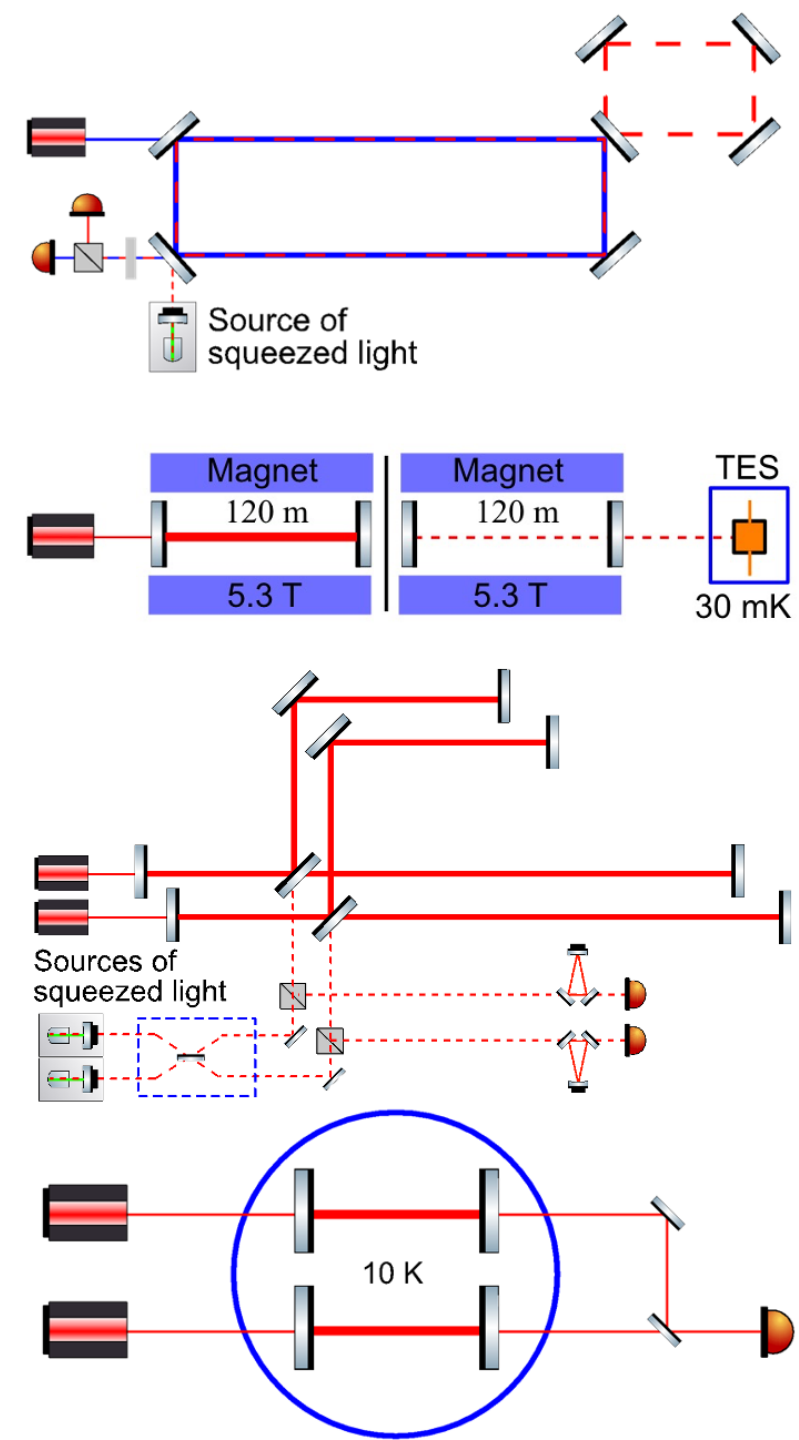 Source of
squeezed light
Magnet
Magnet
TES
120 m
120 m
5.3 T
5.3 T
30 mK
Sources of
squeezed light
10 K